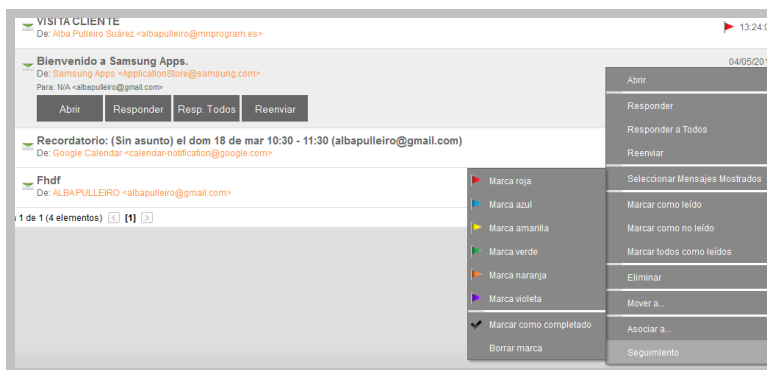 VISITA CLIENTE
De: Alba Pulleiro Suárez <albapulleiro@mnprogram.es>
13:24:0
Bienvenido a Samsung Apps.
04/05/201
De: Samsung Apps <ApplicationStore@samsung.com>
Para: N/A <albapulleiro@gmail.com>
Abrir Responder Resp. Todos Reenviar
Recordatorio: (Sin asunto) el dom 18 de mar 10:30 - 11:30 (albapulleiro@gmail.com)
De: Google Calendar <calendar-notification@google.com>
Fhdf
De: ALBAPULLEIRO <albapulleiro@gmail.com>
1 de 1 (4 elementos) < [1] >
Marca roja
Marca azul
Marca amarilla
Marca verde
Marca naranja
Marca violeta
Marcar como completado
Borrar marca
Abrir
Responder
Responder a Todos
Reenviar
Seleccionar Mensajes Mostrados
Marcar como leído
Marcar como no leído
Marcar todos como leídos
Eliminar
Mover a...
Asociar a...
Seguimiento